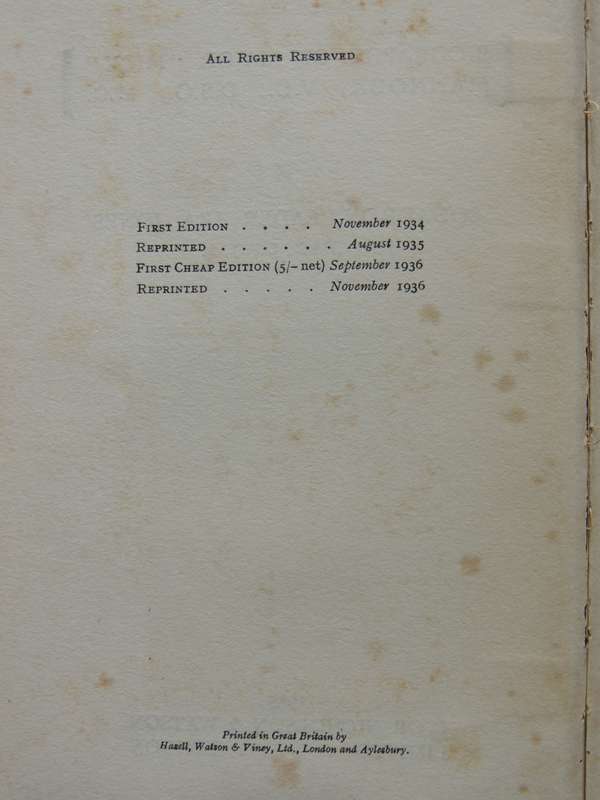 ALL RIGHTS RESERVED
FIRST EDITION . . . . November 1934
REPRINTED . . . . . . August 1935
FIRST CHEAP EDITION (5/- net) September 1936
REPRINTED . . . . . November 1936
Printed in Great Britain by
Hazell, Watson & Viney, Ltd., London and Aylesbury.